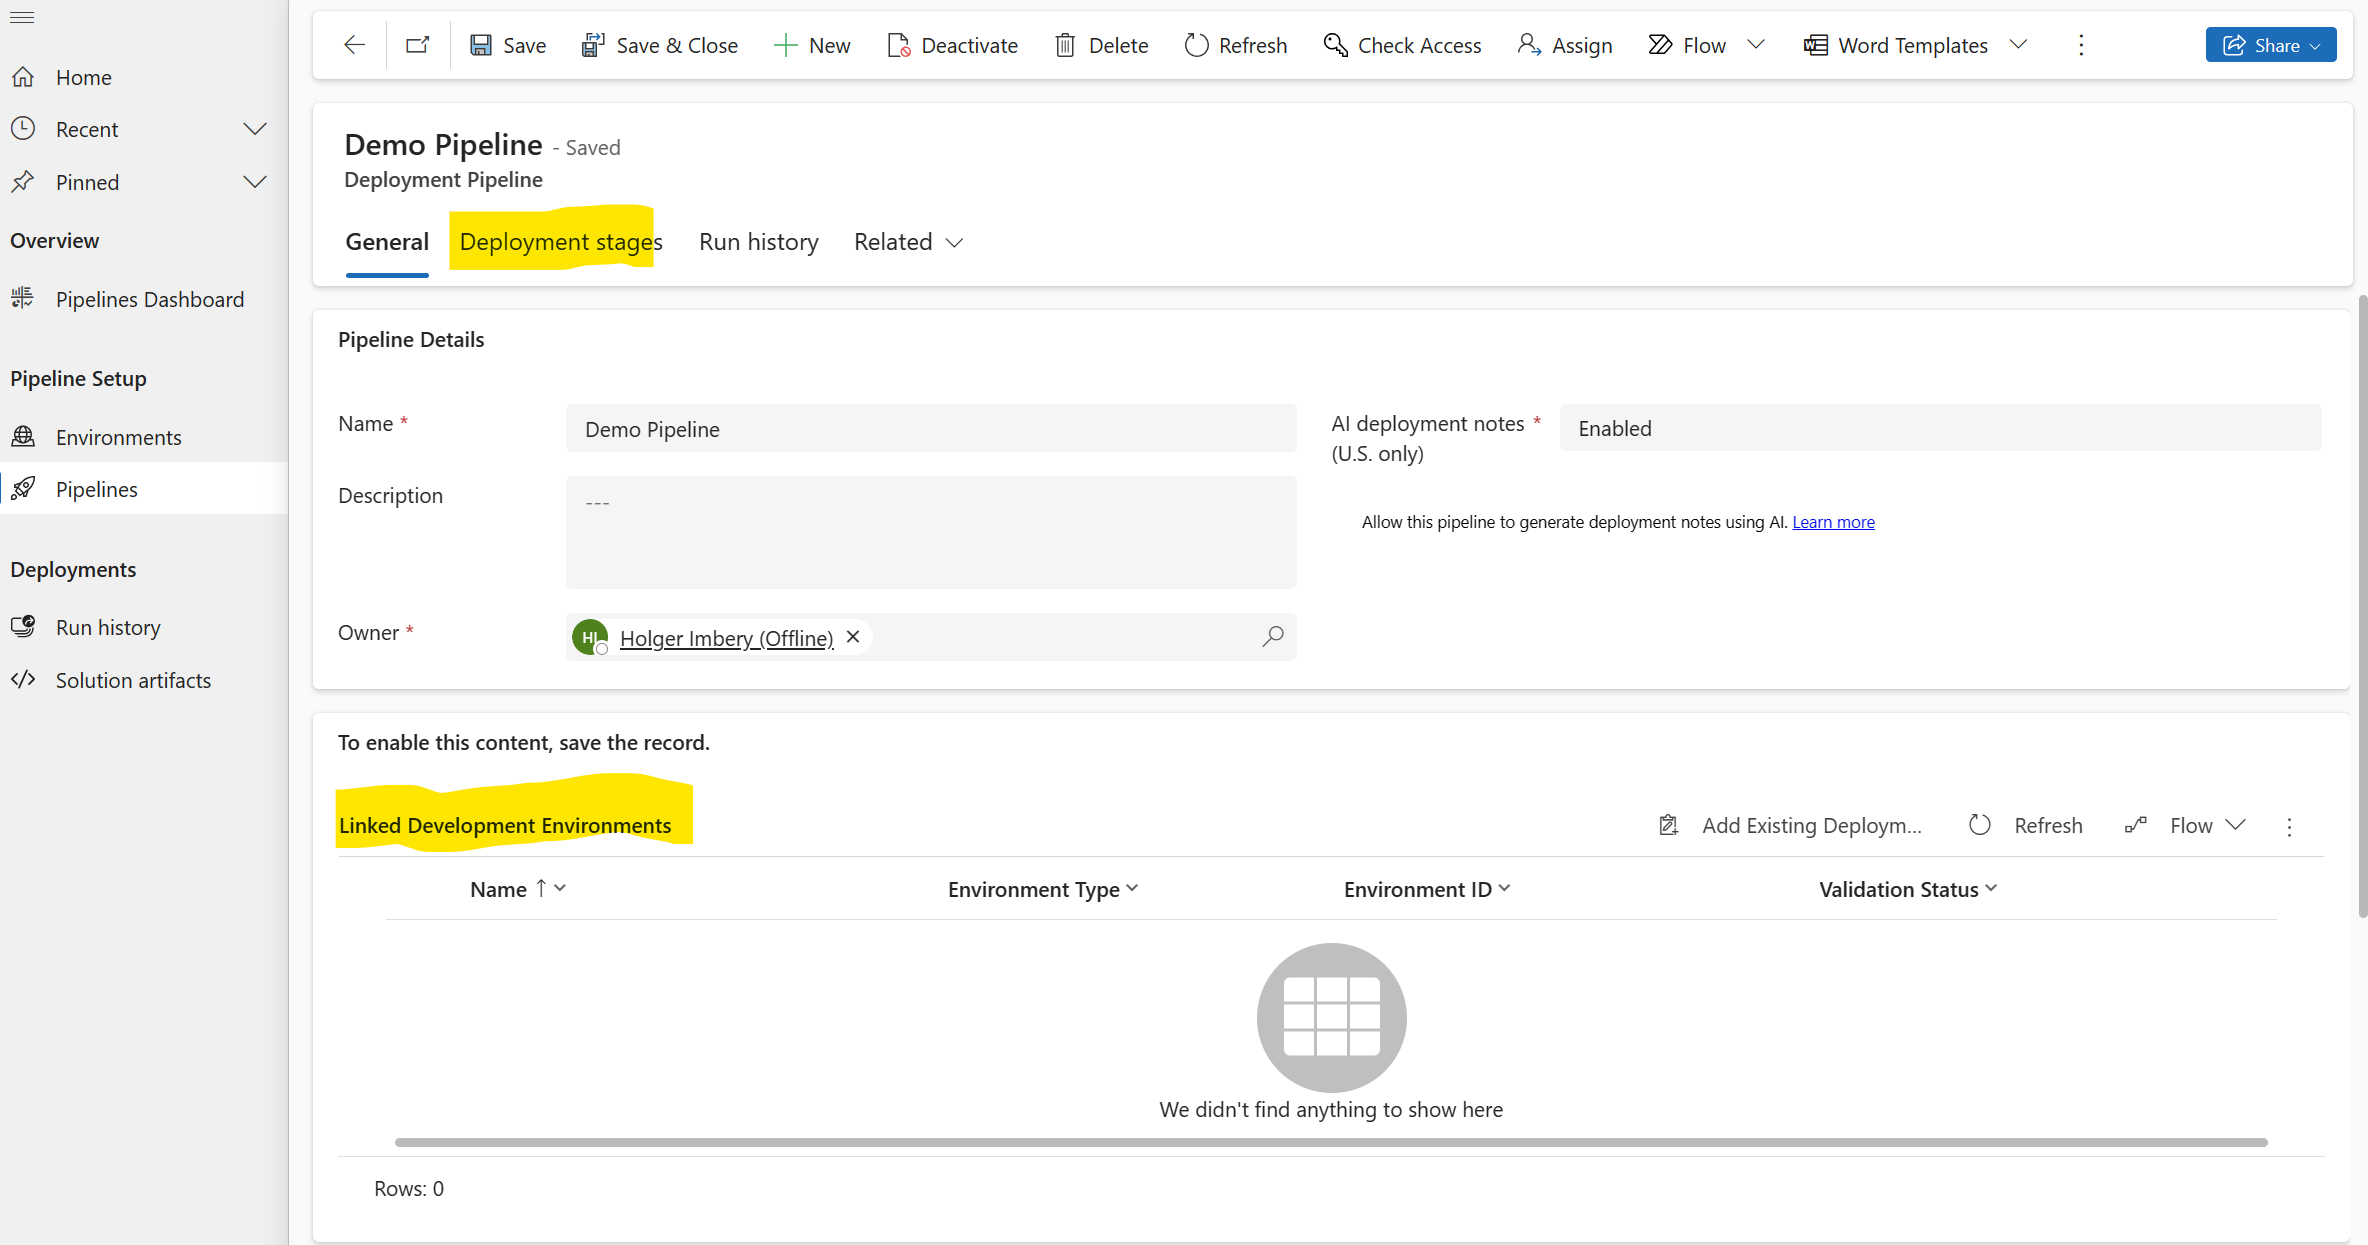 Save
Save & Close
New
Deactivate
Delete
Refresh
Check Access
Assign
Flow
Word Templates
Share
Home
Recent
Pinned
Overview
Pipelines Dashboard
Pipeline Setup
Environments
Pipelines
Deployments
Run history
Solution artifacts
Demo Pipeline - Saved
Deployment Pipeline
General
Deployment stages
Run history
Related
Pipeline Details
Name *
Demo Pipeline
AI deployment notes *
(U.S. only)
Enabled
Description
---
Allow this pipeline to generate deployment notes using AI. Learn more
Owner *
HI
Holger Imbery (Offline)
To enable this content, save the record.
Linked Development Environments
Add Existing Deploym...
Refresh
Flow
Name
Environment Type
Environment ID
Validation Status
We didn't find anything to show here
Rows: 0